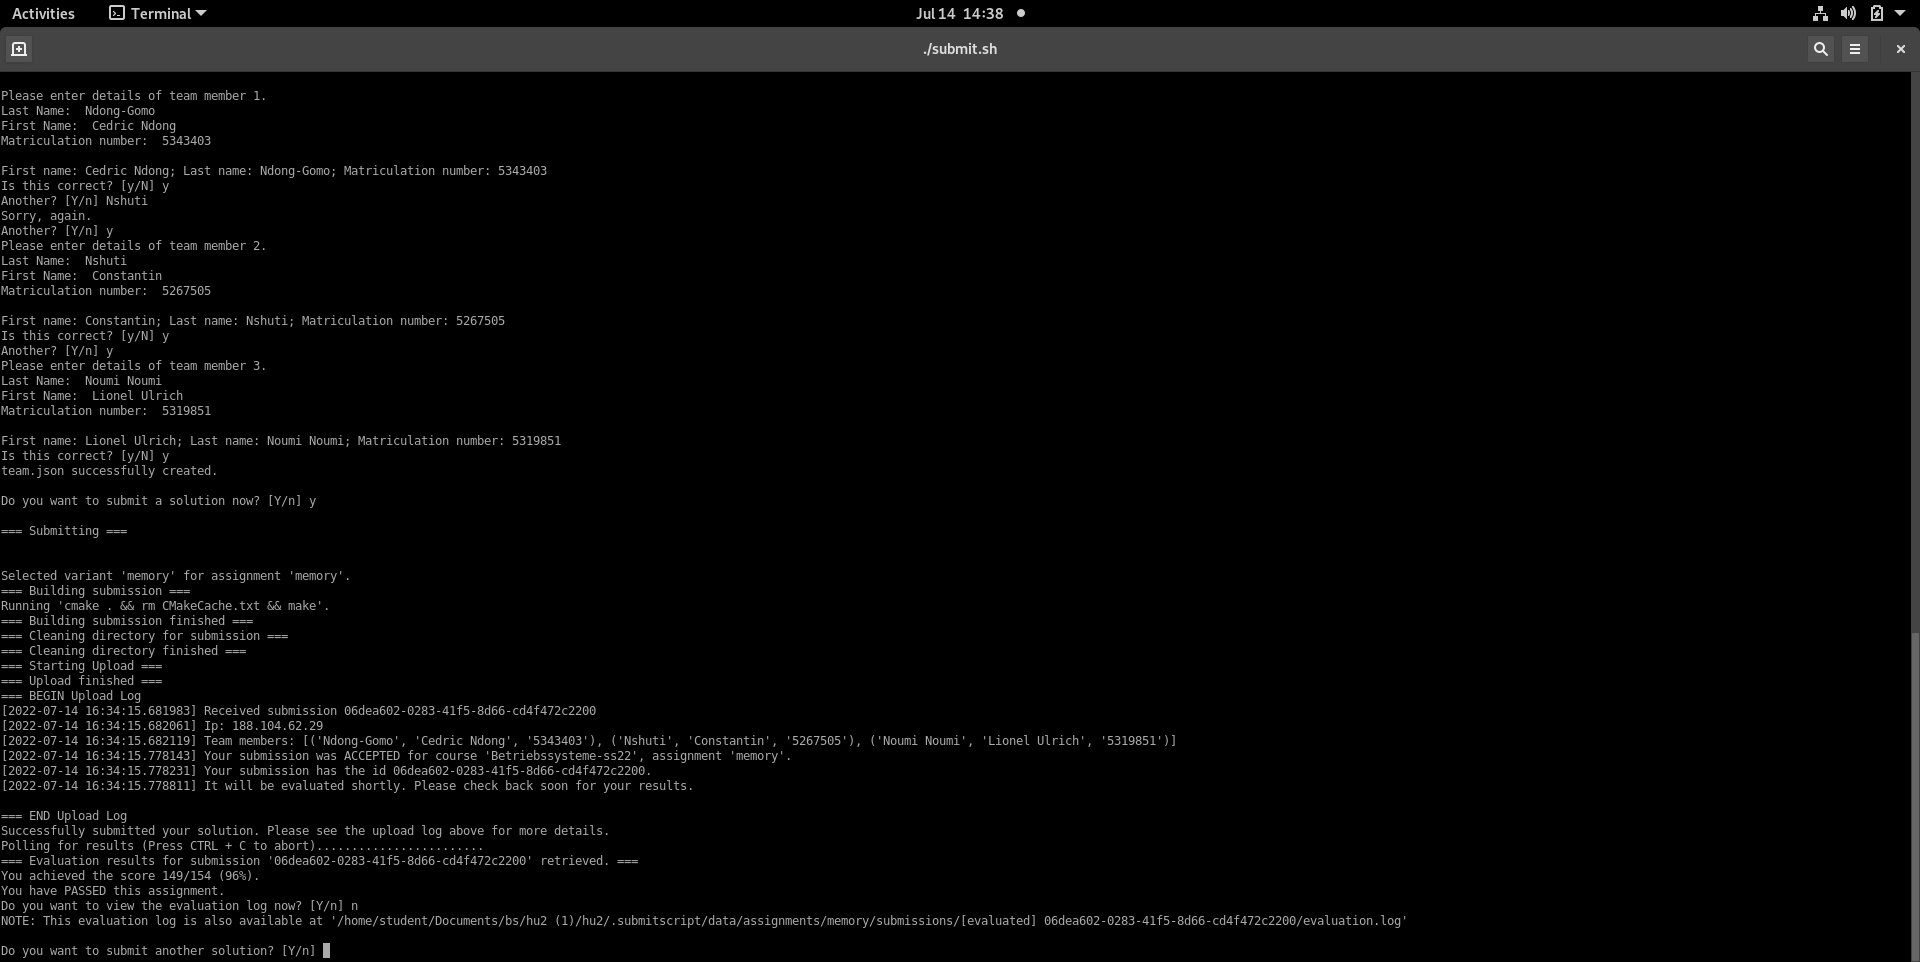 Activities Terminal Jul 14 14:38
./submit.sh
Please enter details of team member 1.
Last Name:  Ndong-Gomo
First Name:  Cedric Ndong
Matriculation number:  5343403
First name: Cedric Ndong; Last name: Ndong-Gomo; Matriculation number: 5343403
Is this correct? [y/N] y
Another? [Y/n] Nshuti
Sorry, again.
Another? [Y/n] y
Please enter details of team member 2.
Last Name:  Nshuti
First Name:  Constantin
Matriculation number:  5267505
First name: Constantin; Last name: Nshuti; Matriculation number: 5267505
Is this correct? [y/N] y
Another? [Y/n] y
Please enter details of team member 3.
Last Name:  Noumi Noumi
First Name:  Lionel Ulrich
Matriculation number:  5319851
First name: Lionel Ulrich; Last name: Noumi Noumi; Matriculation number: 5319851
Is this correct? [y/N] y
team.json successfully created.
Do you want to submit a solution now? [Y/n] y
=== Submitting ===
Selected variant 'memory' for assignment 'memory'.
=== Building submission ===
Running 'cmake . && rm CMakeCache.txt && make'.
=== Building submission finished ===
=== Cleaning directory for submission ===
=== Cleaning directory finished ===
=== Starting Upload ===
=== Upload finished ===
=== BEGIN Upload Log
[2022-07-14 16:34:15.681983] Received submission 06dea602-0283-41f5-8d66-cd4f472c2200
[2022-07-14 16:34:15.682061] Ip: 188.104.62.29
[2022-07-14 16:34:15.682119] Team members: [('Ndong-Gomo', 'Cedric Ndong', '5343403'), ('Nshuti', 'Constantin', '5267505'), ('Noumi Noumi', 'Lionel Ulrich', '5319851')]
[2022-07-14 16:34:15.778143] Your submission was ACCEPTED for course 'Betriebssysteme-ss22', assignment 'memory'.
[2022-07-14 16:34:15.778231] Your submission has the id 06dea602-0283-41f5-8d66-cd4f472c2200.
[2022-07-14 16:34:15.778811] It will be evaluated shortly. Please check back soon for your results.
=== END Upload Log
Successfully submitted your solution. Please see the upload log above for more details.
Polling for results (Press CTRL + C to abort)........................
=== Evaluation results for submission '06dea602-0283-41f5-8d66-cd4f472c2200' retrieved. ===
You achieved the score 149/154 (96%).
You have PASSED this assignment.
Do you want to view the evaluation log now? [Y/n] n
NOTE: This evaluation log is also available at '/home/student/Documents/bs/hu2 (1)/hu2/.submitscript/data/assignments/memory/submissions/[evaluated] 06dea602-0283-41f5-8d66-cd4f472c2200/evaluation.log'
Do you want to submit another solution? [Y/n]